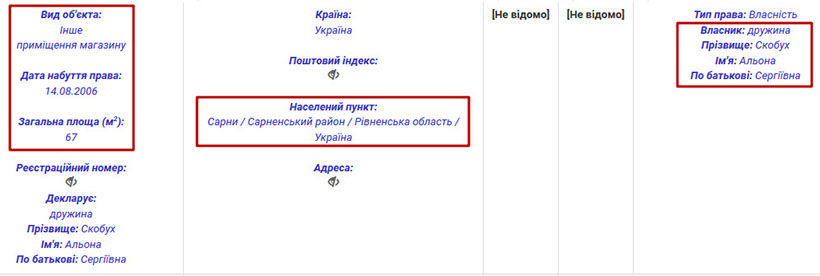 Вид об'єкта:
Інше
приміщення магазину
Дата набуття права:
14.08.2006
Загальна площа (м²):
67
Реєстраційний номер:
Декларує:
дружина
Прізвище: Скобух
Ім'я: Альона
По батькові: Сергіївна
Країна:
Україна
Поштовий індекс:
Населений пункт:
Сарни / Сарненський район / Рівненська область /
Україна
Адреса:
[Не відомо]
[Не відомо]
Тип права: Власність
Власник: дружина
Прізвище: Скобух
Ім'я: Альона
По батькові: Сергіївна